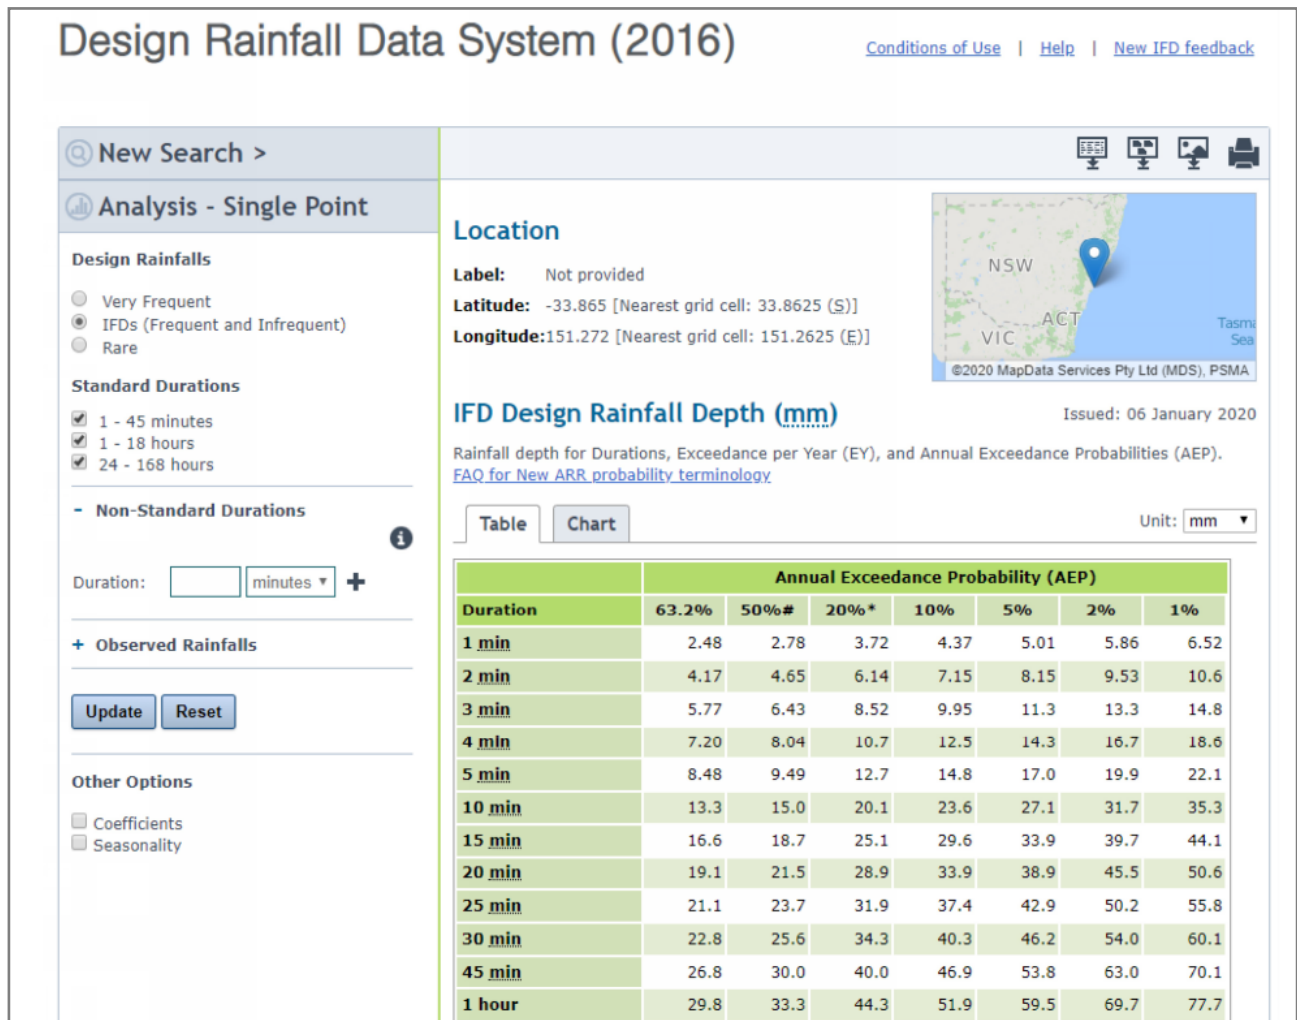 Design Rainfall Data System (2016)
Conditions of Use | Help | New IFD feedback
New Search >
Analysis - Single Point
Design Rainfalls
Very Frequent
IFDs (Frequent and Infrequent)
Rare
Standard Durations
1 - 45 minutes
1 - 18 hours
24 - 168 hours
- Non-Standard Durations
Duration: minutes
+ Observed Rainfalls
Update Reset
Other Options
Coefficients
Seasonality
Location
Label: Not provided
Latitude: -33.865 [Nearest grid cell: 33.8625 (S)]
Longitude:151.272 [Nearest grid cell: 151.2625 (E)]
NSW
ACT
VIC
Tasma
Sea
©2020 MapData Services Pty Ltd (MDS), PSMA
IFD Design Rainfall Depth (mm)
Issued: 06 January 2020
Rainfall depth for Durations, Exceedance per Year (EY), and Annual Exceedance Probabilities (AEP).
FAQ for New ARR probability terminology
Table Chart
Unit: mm
Annual Exceedance Probability (AEP)
Duration 63.2% 50%# 20%* 10% 5% 2% 1%
1 min 2.48 2.78 3.72 4.37 5.01 5.86 6.52
2 min 4.17 4.65 6.14 7.15 8.15 9.53 10.6
3 min 5.77 6.43 8.52 9.95 11.3 13.3 14.8
4 min 7.20 8.04 10.7 12.5 14.3 16.7 18.6
5 min 8.48 9.49 12.7 14.8 17.0 19.9 22.1
10 min 13.3 15.0 20.1 23.6 27.1 31.7 35.3
15 min 16.6 18.7 25.1 29.6 33.9 39.7 44.1
20 min 19.1 21.5 28.9 33.9 38.9 45.5 50.6
25 min 21.1 23.7 31.9 37.4 42.9 50.2 55.8
30 min 22.8 25.6 34.3 40.3 46.2 54.0 60.1
45 min 26.8 30.0 40.0 46.9 53.8 63.0 70.1
1 hour 29.8 33.3 44.3 51.9 59.5 69.7 77.7